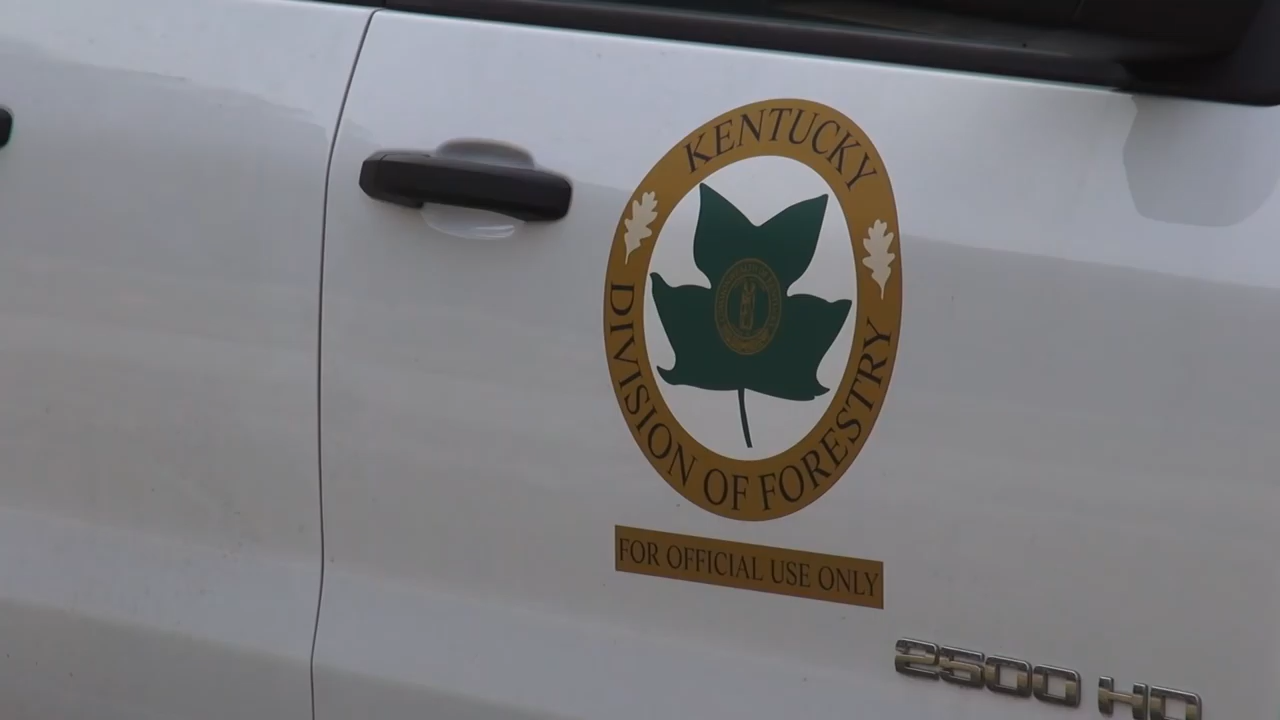 KENTUCKY
DIVISION OF FORESTRY
FOR OFFICIAL USE ONLY
2500 HD